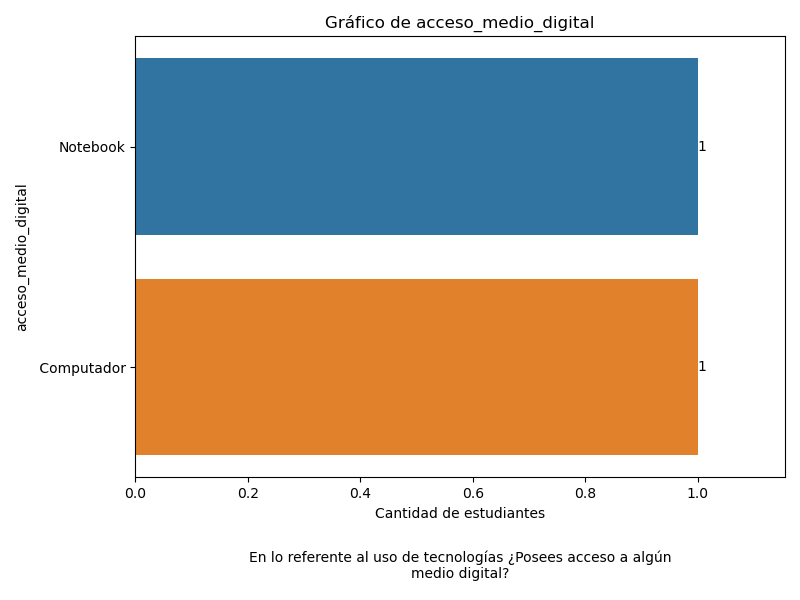 Gráfico de acceso_medio_digital
acceso_medio_digital
Notebook
1
Computador
1
0.0 0.2 0.4 0.6 0.8 1.0
Cantidad de estudiantes
En lo referente al uso de tecnologías ¿Posees acceso a algún
medio digital?